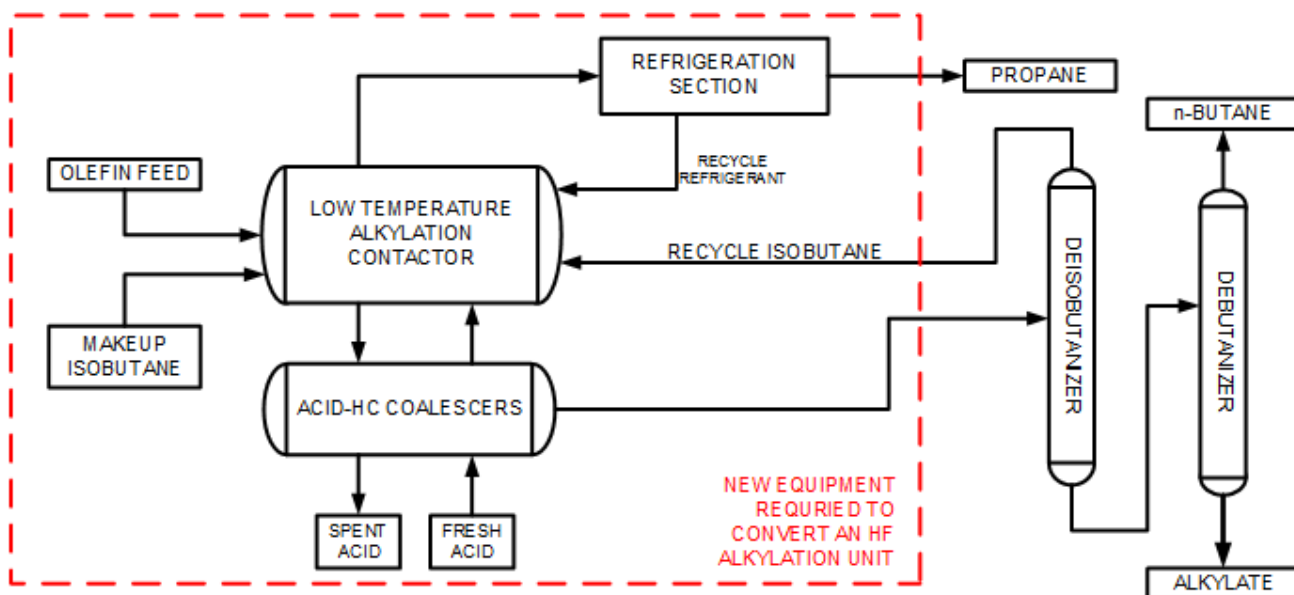 REFRIGERATION
SECTION
PROPANE
n-BUTANE
OLEFIN FEED
RECYCLE
REFRIGERANT
LOW TEMPERATURE
ALKYLATION
CONTACTOR
RECYCLE ISOBUTANE
DEISOBUTANIZER
DEBUTANIZER
MAKEUP
ISOBUTANE
ACID-HC COALESCERS
NEW EQUIPMENT
REQURIED TO
CONVERT AN HF
ALKYLATION UNIT
SPENT
ACID
FRESH
ACID
ALKYLATE